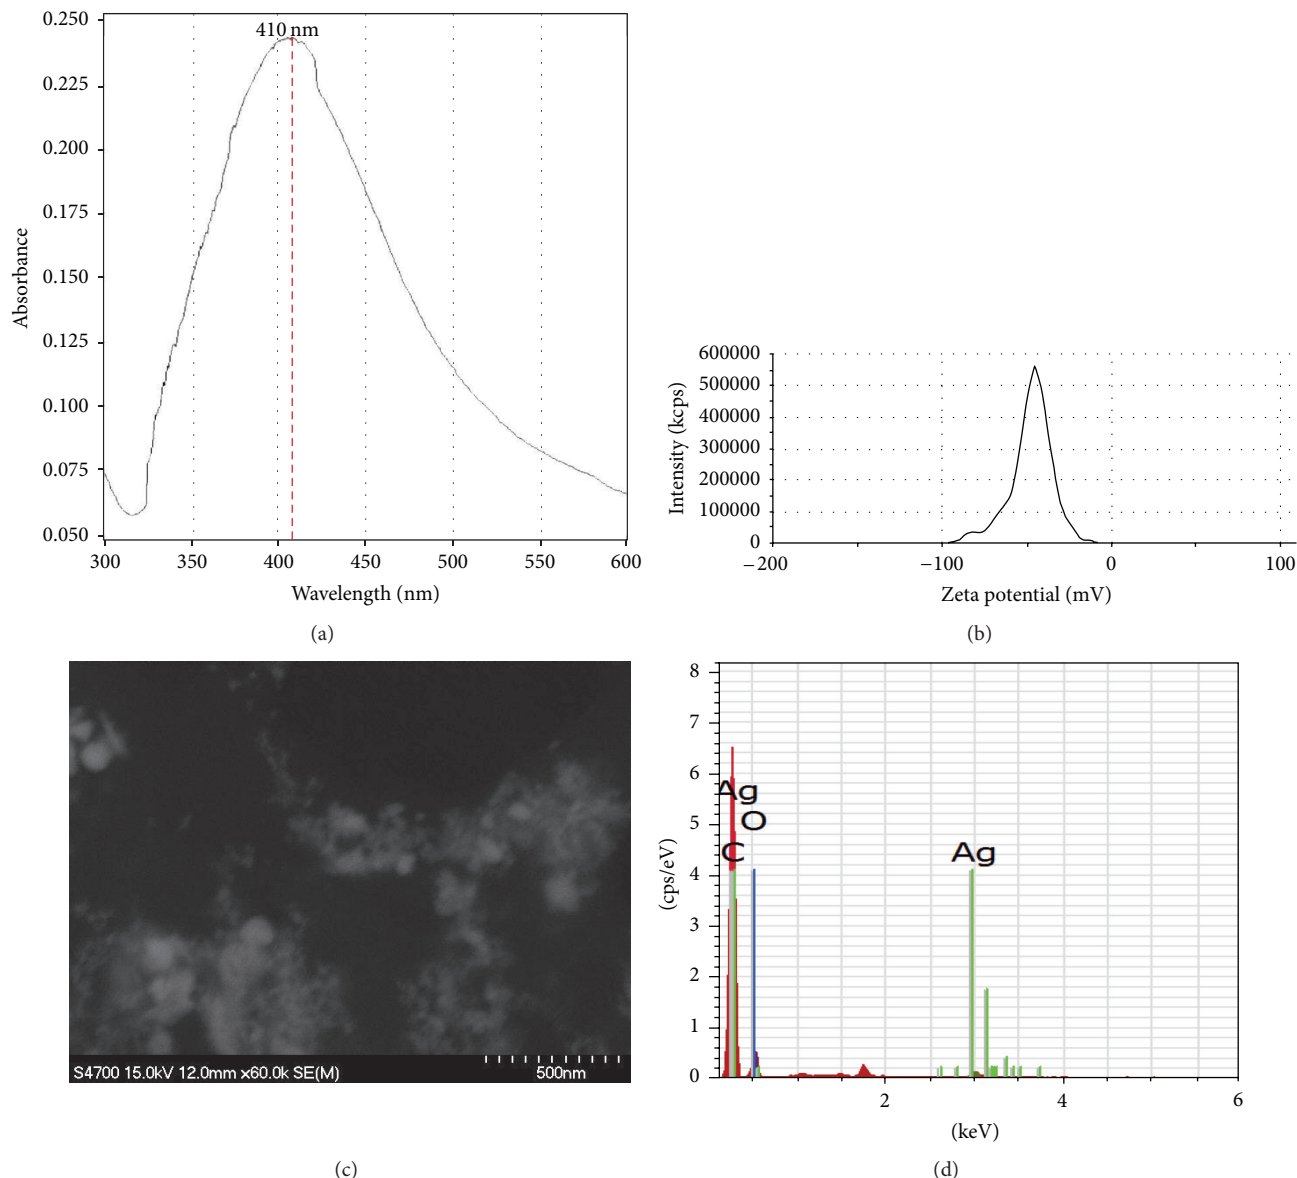 410 nm
0.250
0.225
0.200
0.175
0.150
0.125
0.100
0.075
0.050
Absorbance
300 350 400 450 500 550 600
Wavelength (nm)
(a)
600000
500000
400000
300000
200000
100000
0
Intensity (kcps)
−200 −100 0 100
Zeta potential (mV)
(b)
S4700 15.0kV 12.0mm x60.0k SE(M) 500nm
(c)
8
7
6
5
4
3
2
1
0
(cps/eV)
Ag
O
C
Ag
2 4 6
(keV)
(d)